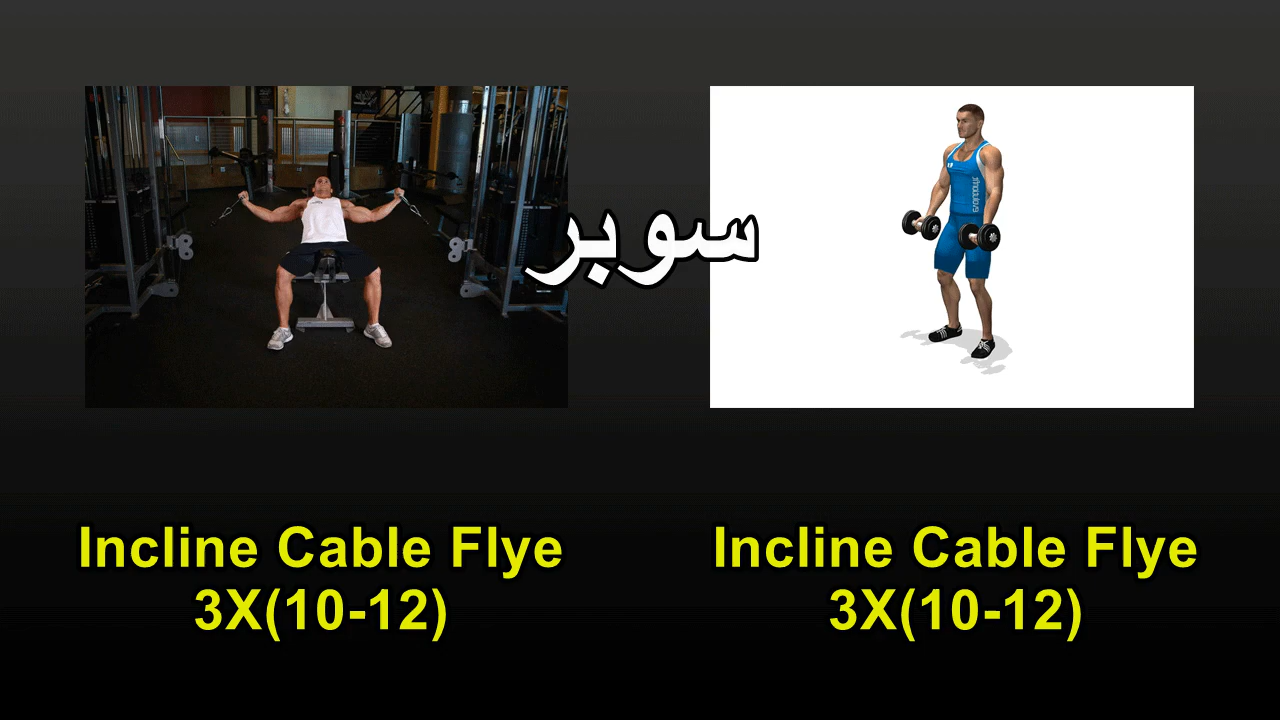 سوبر
Incline Cable Flye
3X(10-12)
Incline Cable Flye
3X(10-12)